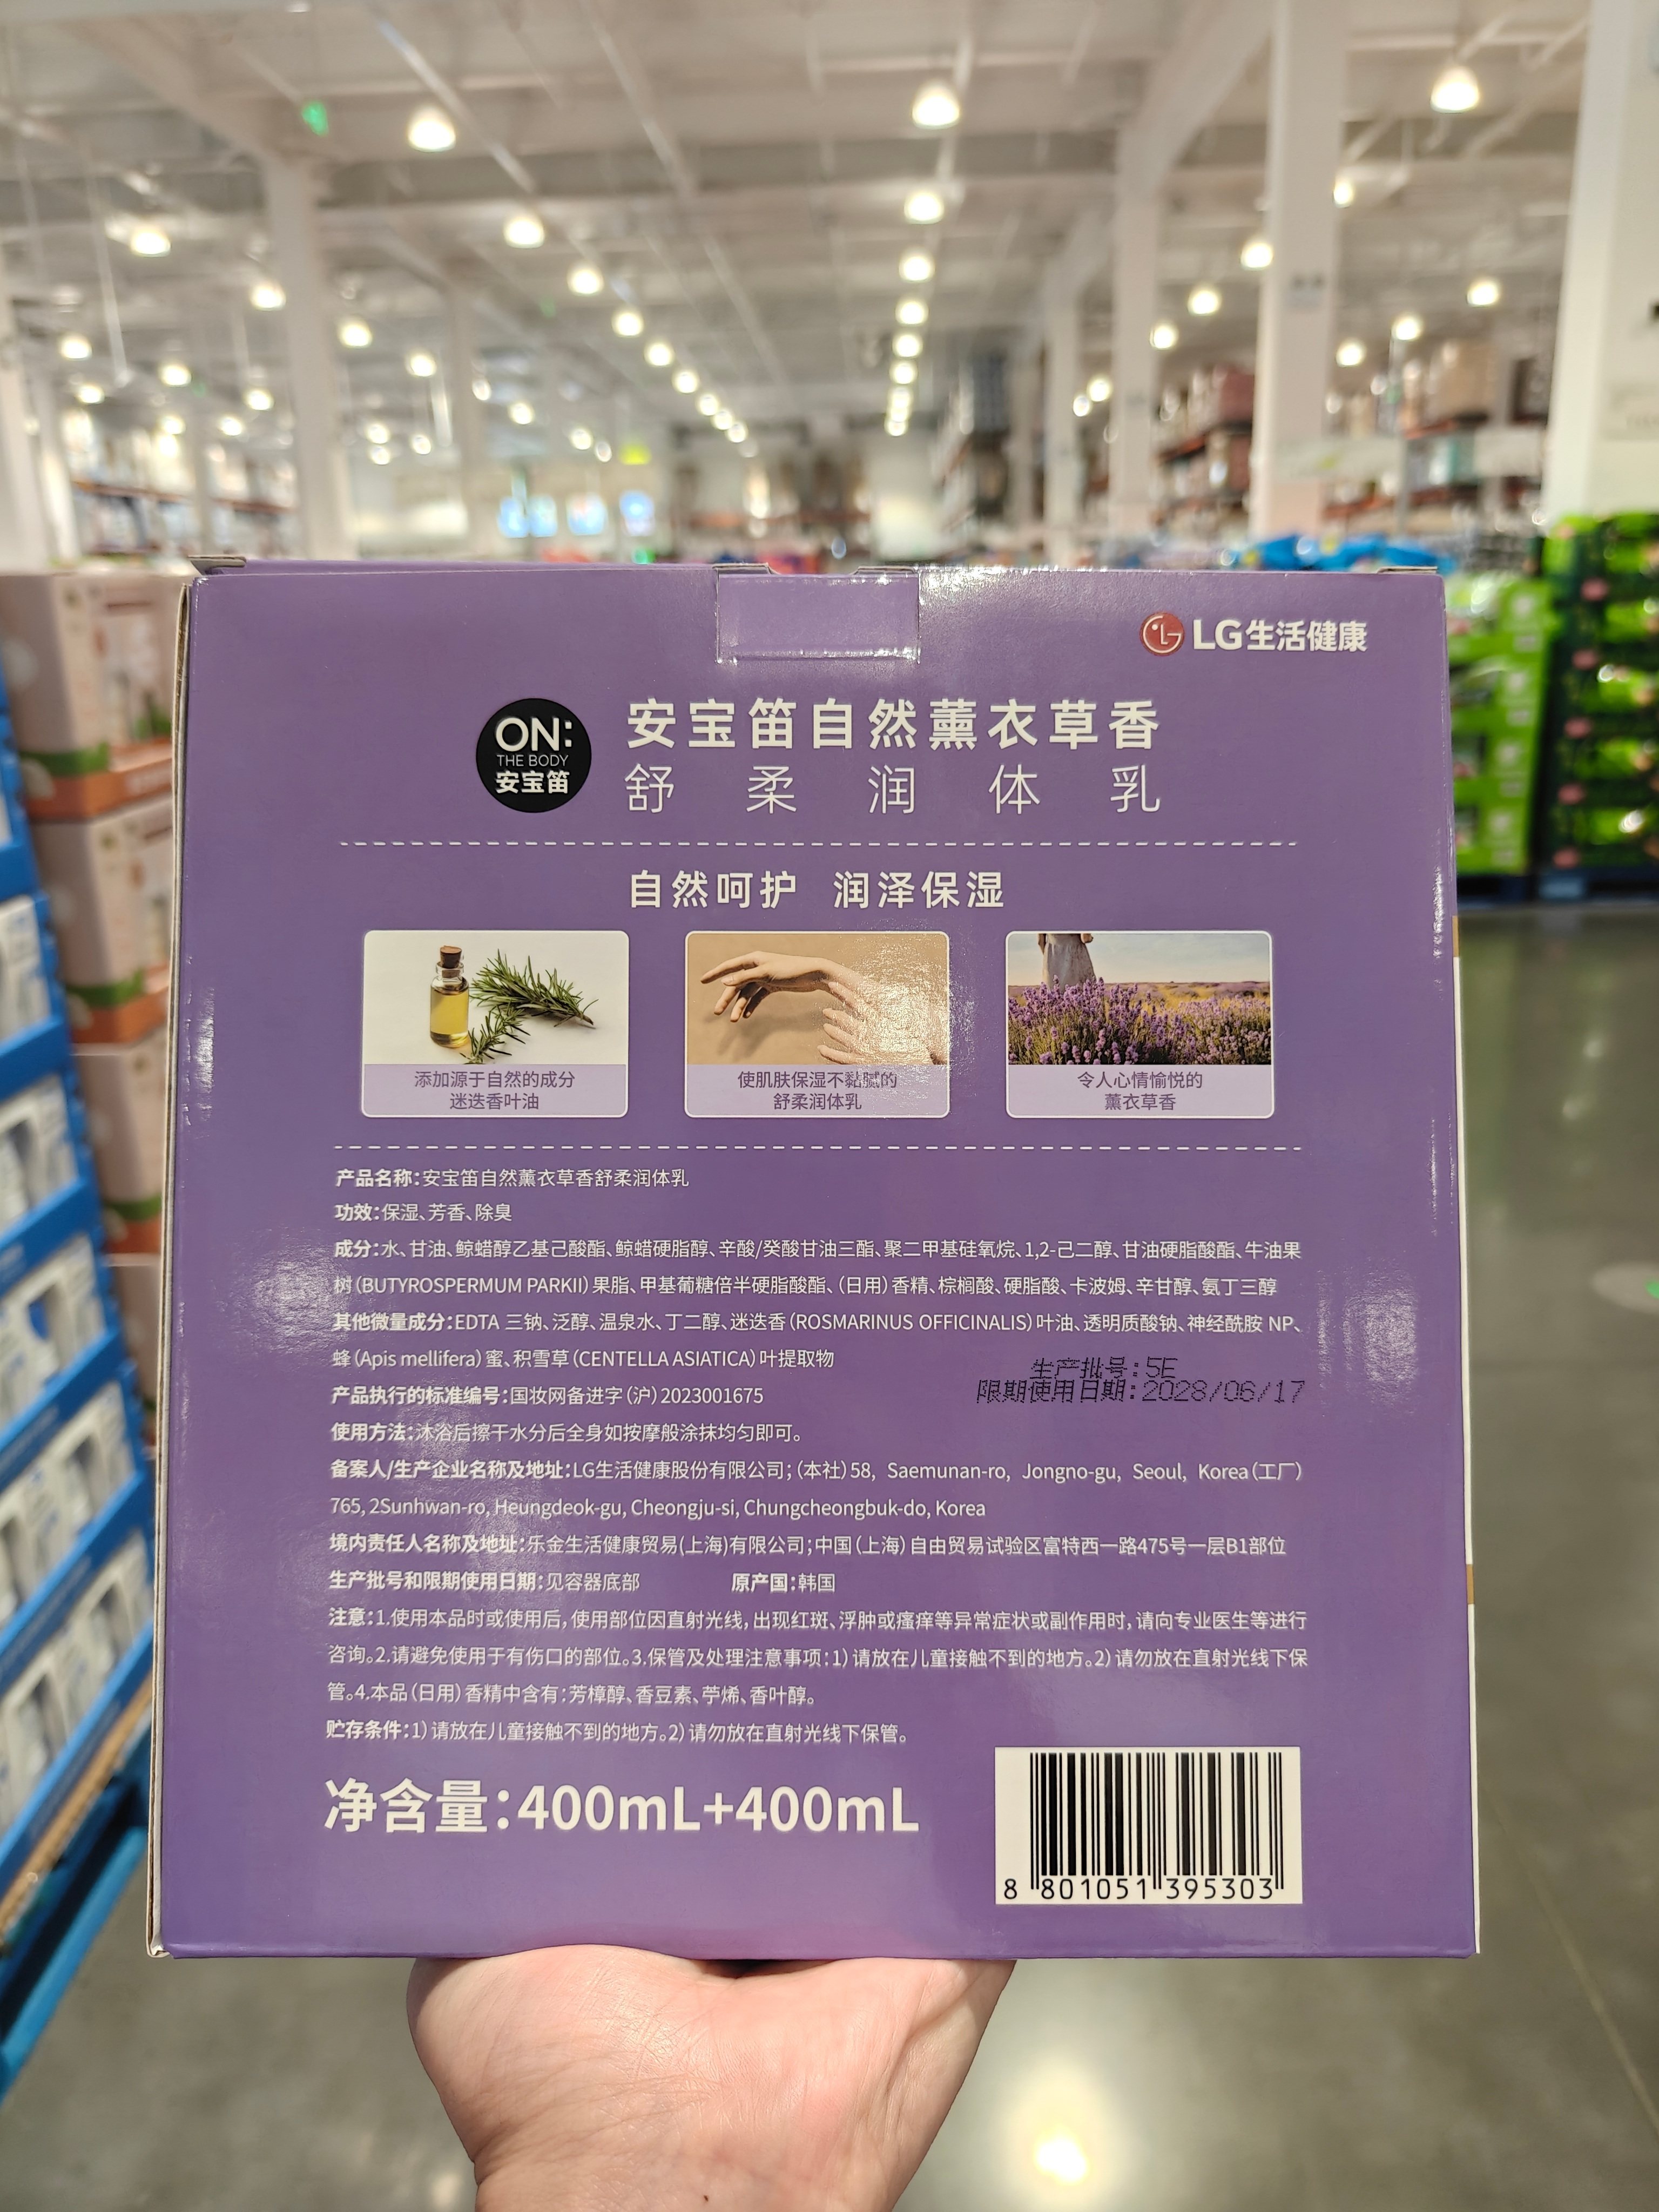 LG生活健康
ON:
THE BODY
安宝笛
安宝笛自然薰衣草香
舒柔润体乳
自然呵护 润泽保湿
添加源于自然的成分
迷迭香叶油
使肌肤保湿不黏腻的
舒柔润体乳
令人心情愉悦的
薰衣草香
产品名称:安宝笛自然薰衣草香舒柔润体乳
功效:保湿、芳香、除臭
成分:水、甘油、鲸蜡醇乙基己酸酯、鲸蜡硬脂醇、辛酸/癸酸甘油三酯、聚二甲基硅氧烷、1,2-己二醇、甘油硬脂酸酯、牛油果
树(BUTYROSPERMUM PARKII)果脂、甲基葡糖倍半硬脂酸酯、(日用)香精、棕榈酸、硬脂酸、卡波姆、辛甘醇、氨丁三醇
其他微量成分:EDTA 三钠、泛醇、温泉水、丁二醇、迷迭香(ROSMARINUS OFFICINALIS)叶油、透明质酸钠、神经酰胺 NP、
蜂(Apis mellifera)蜜、积雪草(CENTELLA ASIATICA)叶提取物
生产批号:5E
限期使用日期:2028/06/17
产品执行的标准编号:国妆网备进字(沪)2023001675
使用方法:沐浴后擦干水分后全身如按摩般涂抹均匀即可。
备案人/生产企业名称及地址:LG生活健康股份有限公司;(本社)58, Saemunan-ro, Jongno-gu, Seoul, Korea(工厂)
765, 2Sunhwan-ro, Heungdeok-gu, Cheongju-si, Chungcheongbuk-do, Korea
境内责任人名称及地址:乐金生活健康贸易(上海)有限公司;中国(上海)自由贸易试验区富特西一路475号一层B1部位
生产批号和限期使用日期:见容器底部 原产国:韩国
注意:1.使用本品时或使用后,使用部位因直射光线,出现红斑、浮肿或瘙痒等异常症状或副作用时,请向专业医生等进行
咨询。2.请避免使用于有伤口的部位。3.保管及处理注意事项:1)请放在儿童接触不到的地方。2)请勿放在直射光线下保
管。4.本品(日用)香精中含有:芳樟醇、香豆素、苧烯、香叶醇。
贮存条件:1)请放在儿童接触不到的地方。2)请勿放在直射光线下保管。
净含量:400mL+400mL
8 801051 395303